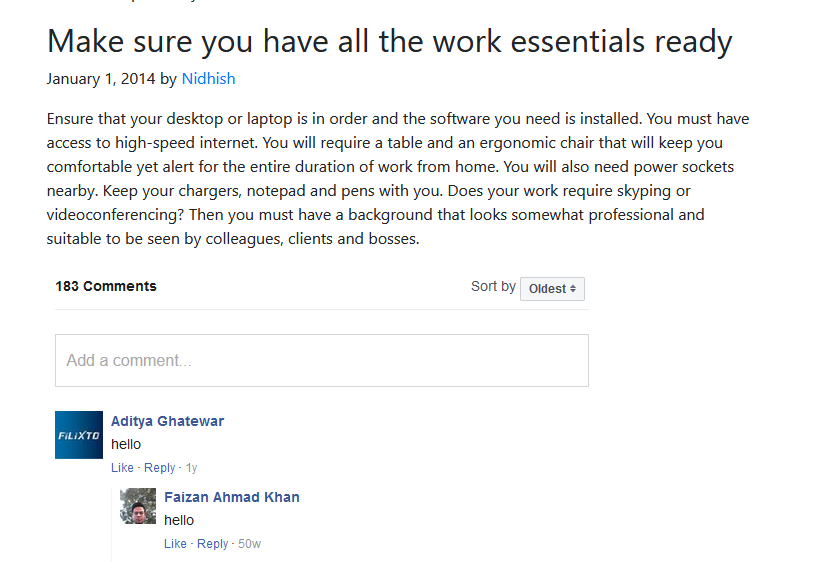 Make sure you have all the work essentials ready
January 1, 2014 by Nidhish
Ensure that your desktop or laptop is in order and the software you need is installed. You must have
access to high-speed internet. You will require a table and an ergonomic chair that will keep you
comfortable yet alert for the entire duration of work from home. You will also need power sockets
nearby. Keep your chargers, notepad and pens with you. Does your work require skyping or
videoconferencing? Then you must have a background that looks somewhat professional and
suitable to be seen by colleagues, clients and bosses.
183 Comments Sort by Oldest
Add a comment...
FiLiXTO
Aditya Ghatewar
hello
Like · Reply · 1y
Faizan Ahmad Khan
hello
Like · Reply · 50w